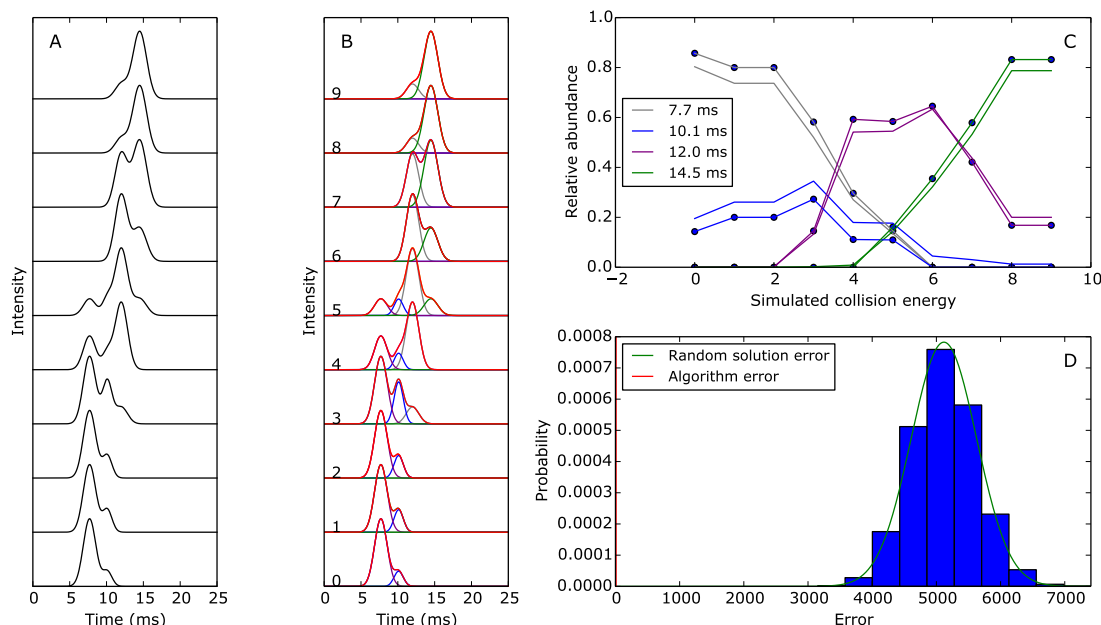 A
Intensity
0 5 10 15 20 25
Time (ms)
B
Intensity
9
8
7
6
5
4
3
2
1
0
0 5 10 15 20 25
Time (ms)
C
Relative abundance
1.0
0.8
0.6
0.4
0.2
0.0
7.7 ms
10.1 ms
12.0 ms
14.5 ms
−2 0 2 4 6 8 10
Simulated collision energy
D
Probability
0.0008
0.0007
0.0006
0.0005
0.0004
0.0003
0.0002
0.0001
0.0000
Random solution error
Algorithm error
0 1000 2000 3000 4000 5000 6000 7000
Error